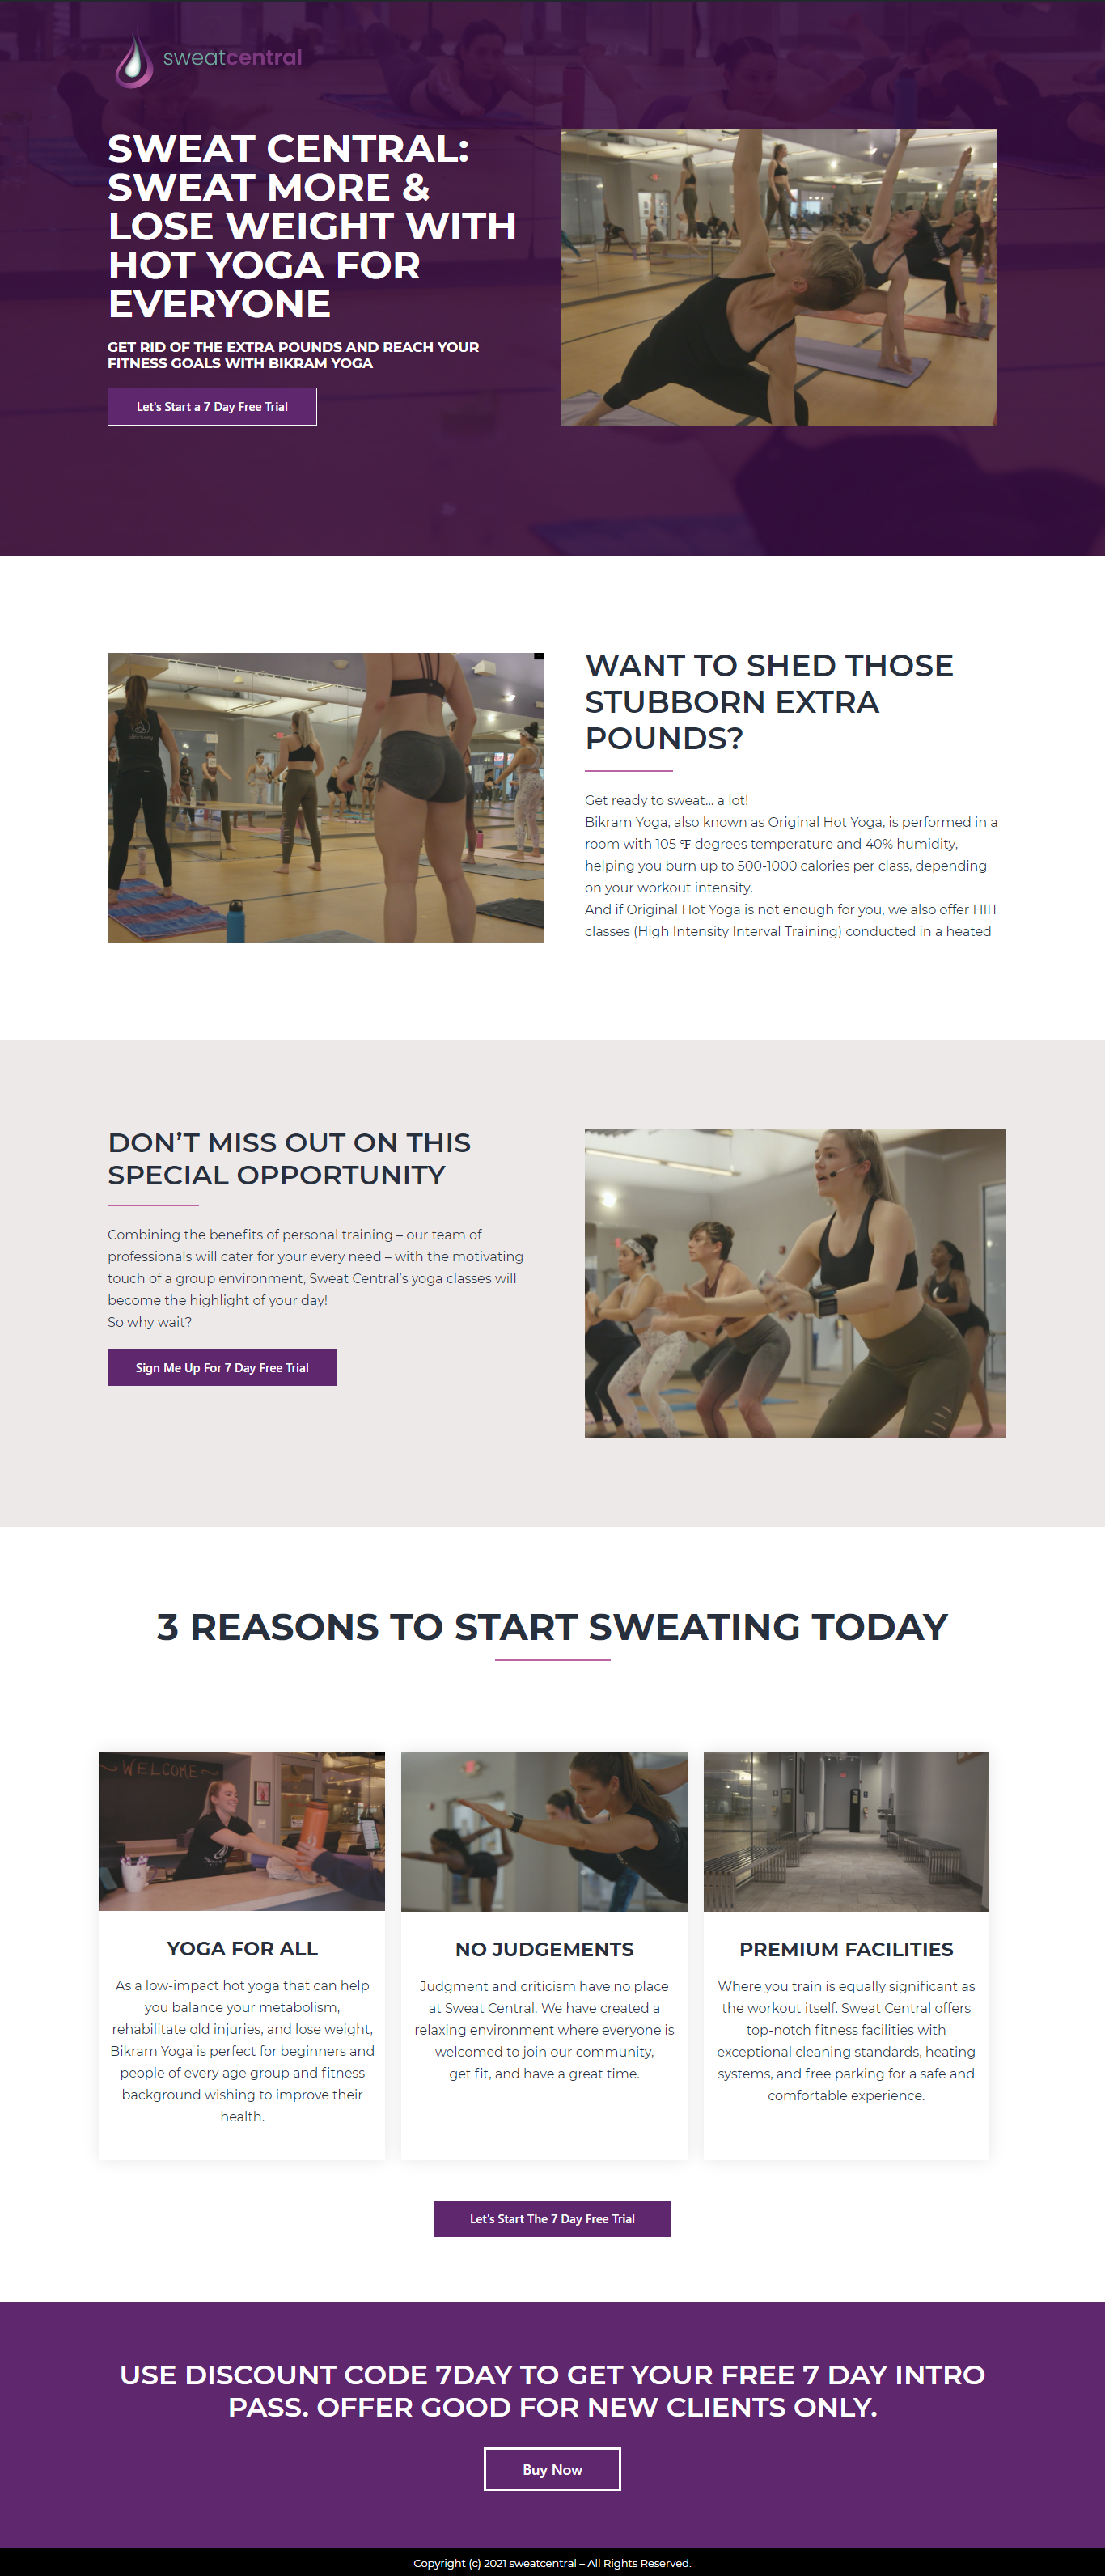 sweatcentral
SWEAT CENTRAL:
SWEAT MORE &
LOSE WEIGHT WITH
HOT YOGA FOR
EVERYONE
GET RID OF THE EXTRA POUNDS AND REACH YOUR
FITNESS GOALS WITH BIKRAM YOGA
Let's Start a 7 Day Free Trial
WANT TO SHED THOSE
STUBBORN EXTRA
POUNDS?
Get ready to sweat… a lot!
Bikram Yoga, also known as Original Hot Yoga, is performed in a
room with 105 ℉ degrees temperature and 40% humidity,
helping you burn up to 500-1000 calories per class, depending
on your workout intensity.
And if Original Hot Yoga is not enough for you, we also offer HIIT
classes (High Intensity Interval Training) conducted in a heated
DON’T MISS OUT ON THIS
SPECIAL OPPORTUNITY
Combining the benefits of personal training – our team of
professionals will cater for your every need – with the motivating
touch of a group environment, Sweat Central’s yoga classes will
become the highlight of your day!
So why wait?
Sign Me Up For 7 Day Free Trial
3 REASONS TO START SWEATING TODAY
~WELCOME~
YOGA FOR ALL
As a low-impact hot yoga that can help
you balance your metabolism,
rehabilitate old injuries, and lose weight,
Bikram Yoga is perfect for beginners and
people of every age group and fitness
background wishing to improve their
health.
NO JUDGEMENTS
Judgment and criticism have no place
at Sweat Central. We have created a
relaxing environment where everyone is
welcomed to join our community,
get fit, and have a great time.
PREMIUM FACILITIES
Where you train is equally significant as
the workout itself. Sweat Central offers
top-notch fitness facilities with
exceptional cleaning standards, heating
systems, and free parking for a safe and
comfortable experience.
Let's Start The 7 Day Free Trial
USE DISCOUNT CODE 7DAY TO GET YOUR FREE 7 DAY INTRO
PASS. OFFER GOOD FOR NEW CLIENTS ONLY.
Buy Now
Copyright (c) 2021 sweatcentral – All Rights Reserved.